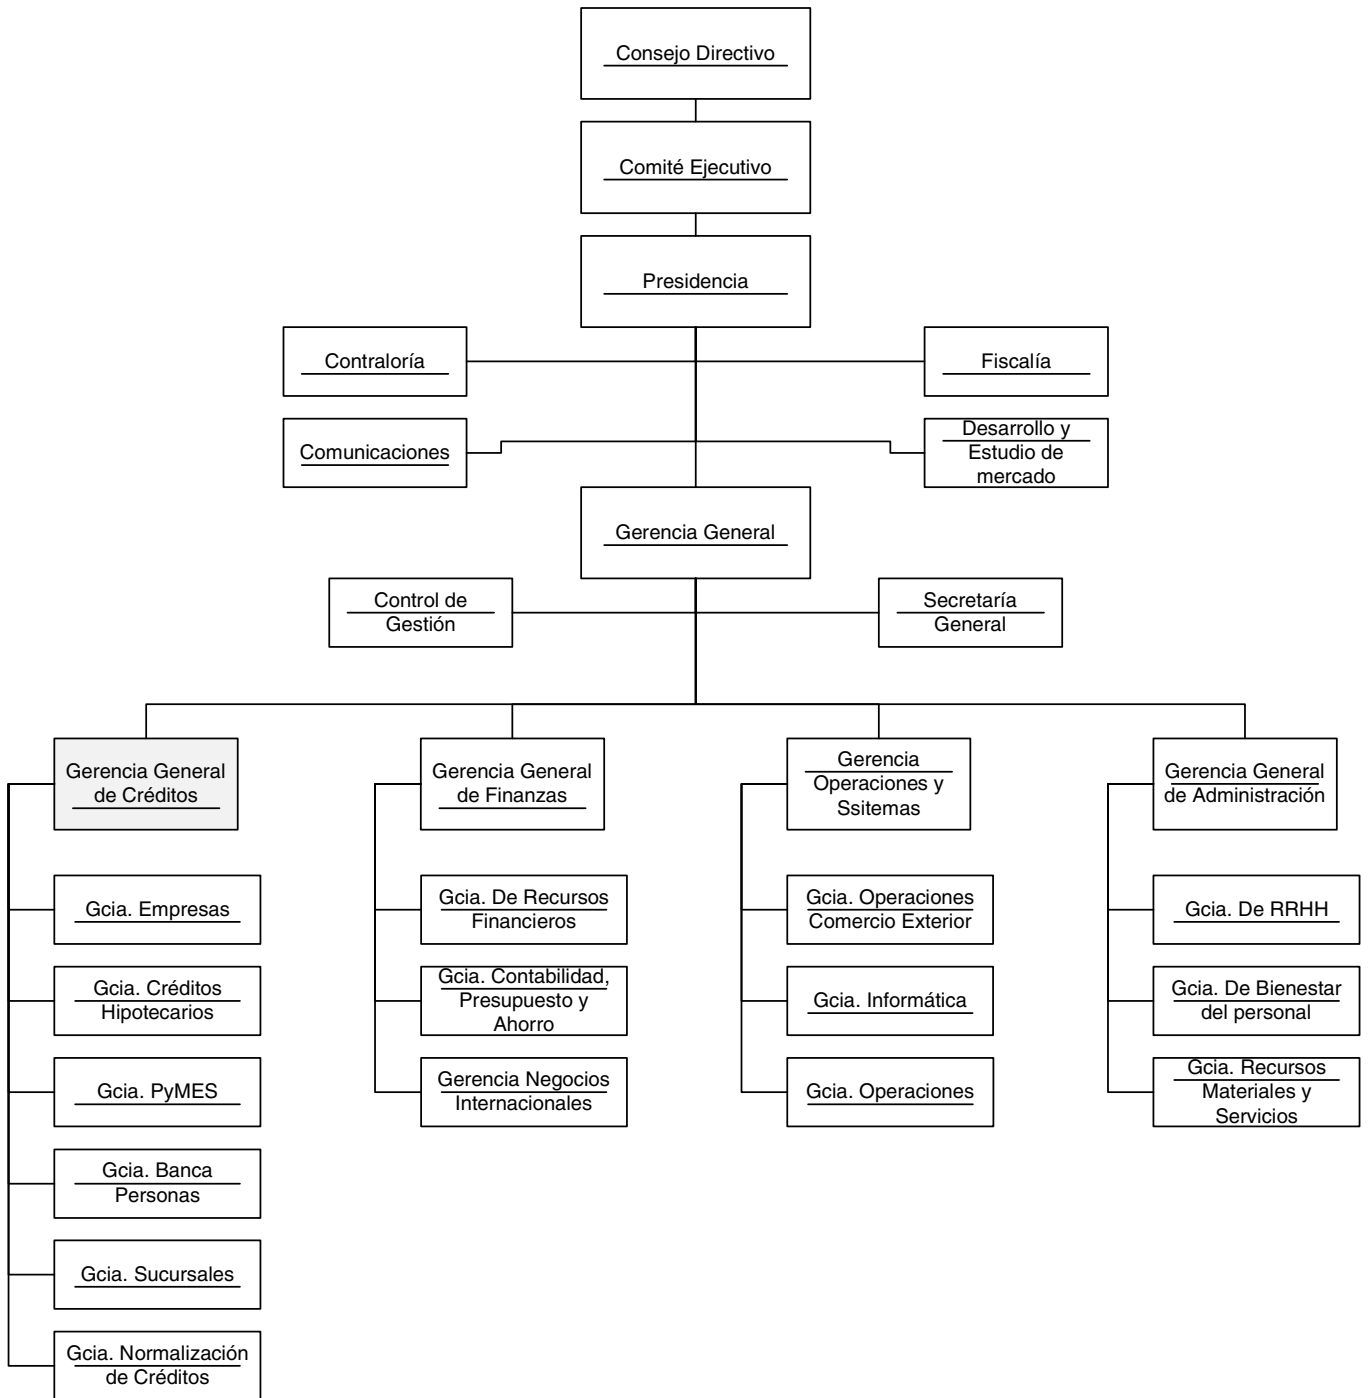 Consejo Directivo
Comité Ejecutivo
Presidencia
Contraloría
Fiscalía
Comunicaciones
Desarrollo y
Estudio de
mercado
Gerencia General
Control de
Gestión
Secretaría
General
Gerencia General
de Créditos
Gerencia General
de Finanzas
Gerencia
Operaciones y
Ssitemas
Gerencia General
de Administración
Gcia. Empresas
Gcia. De Recursos
Financieros
Gcia. Operaciones
Comercio Exterior
Gcia. De RRHH
Gcia. Créditos
Hipotecarios
Gcia. Contabilidad,
Presupuesto y
Ahorro
Gcia. Informática
Gcia. De Bienestar
del personal
Gcia. PyMES
Gerencia Negocios
Internacionales
Gcia. Operaciones
Gcia. Recursos
Materiales y
Servicios
Gcia. Banca
Personas
Gcia. Sucursales
Gcia. Normalización
de Créditos